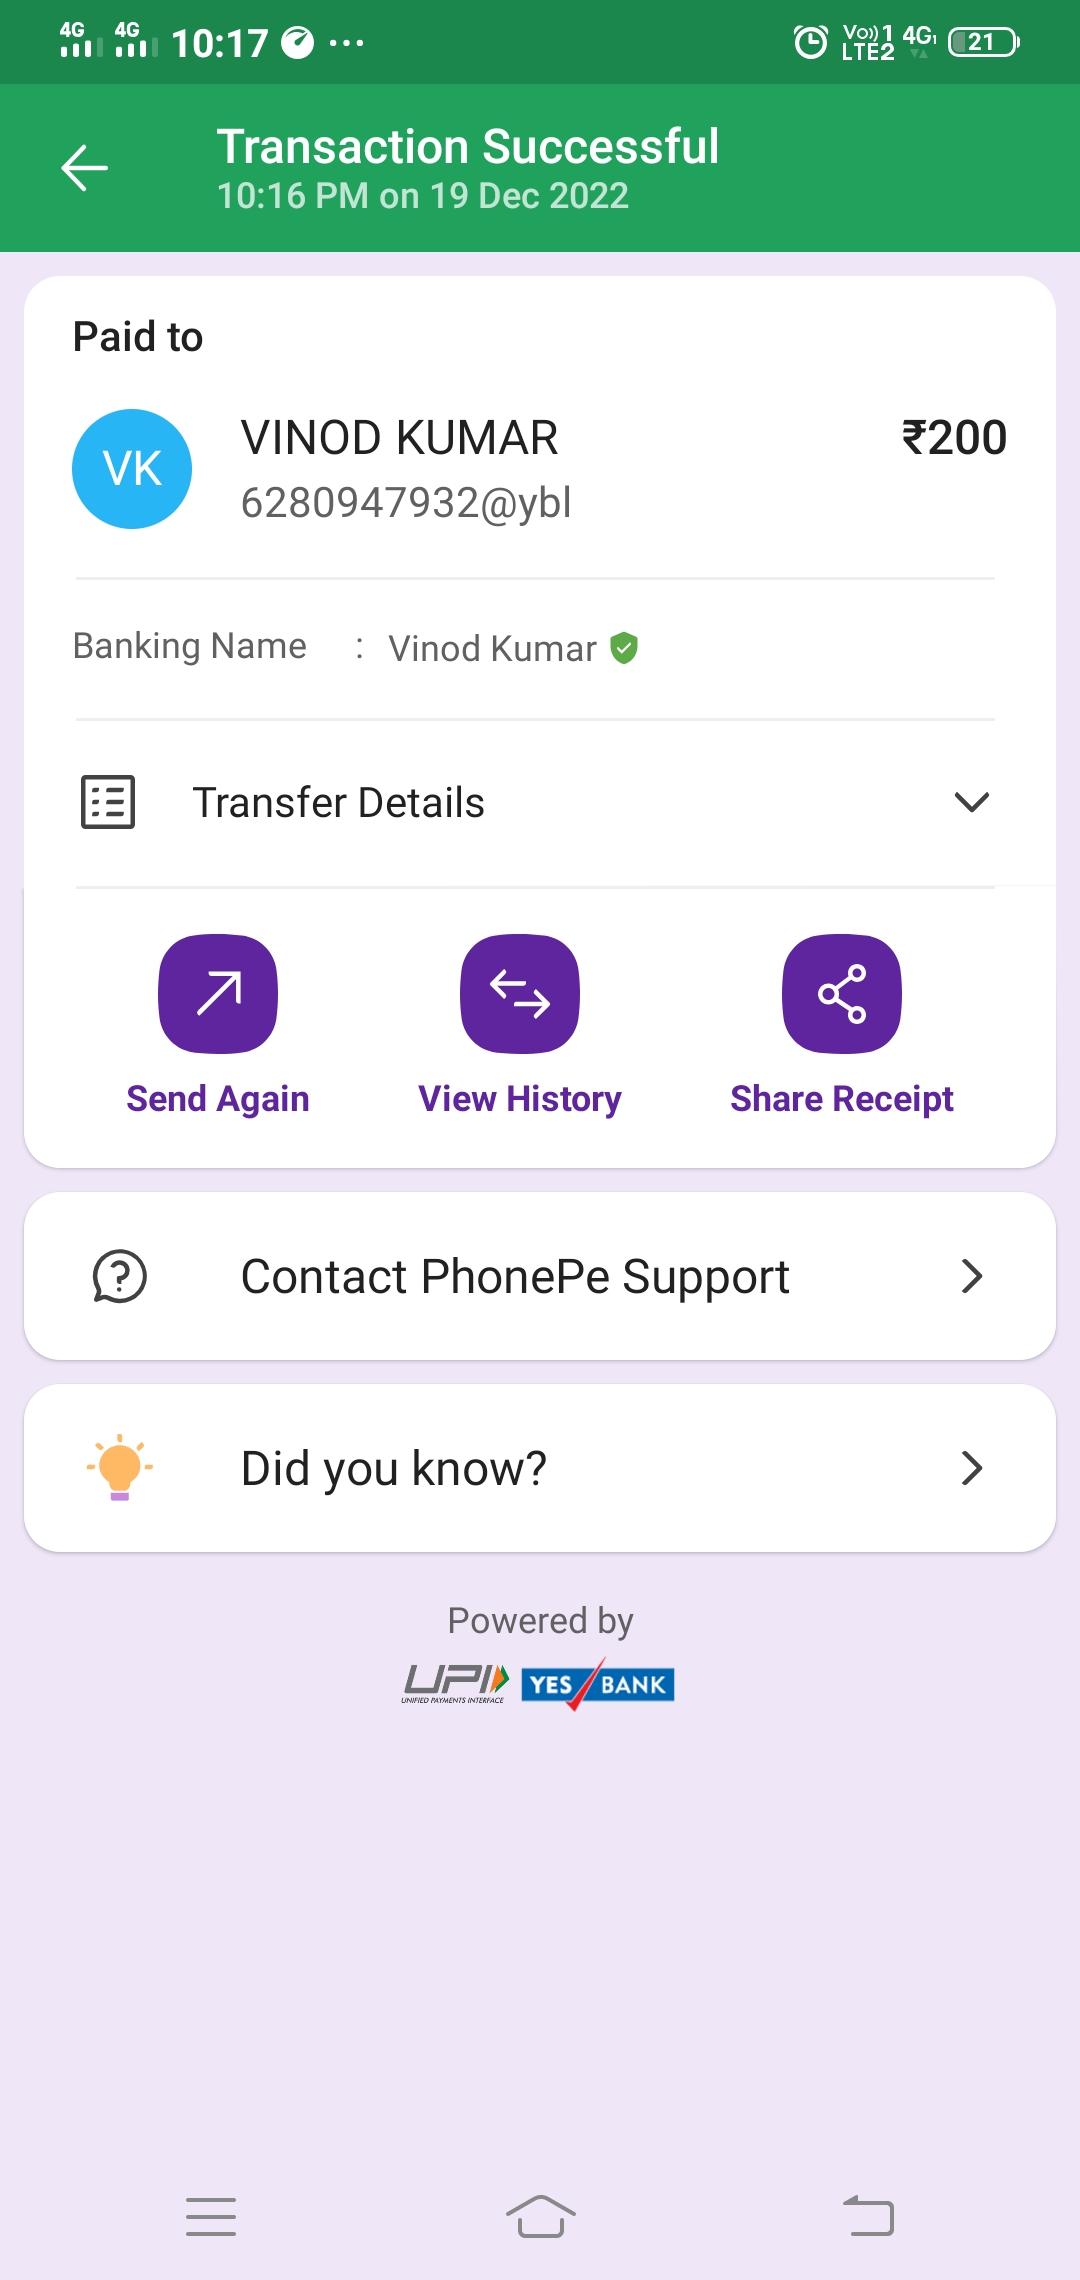 4G 4G 10:17 ... Vo)) 1 LTE2 4G1 21
Transaction Successful
10:16 PM on 19 Dec 2022
Paid to
VK VINOD KUMAR ₹200
6280947932@ybl
Banking Name : Vinod Kumar
Transfer Details
Send Again View History Share Receipt
Contact PhonePe Support
Did you know?
Powered by
UPI YES BANK
UNIFIED PAYMENTS INTERFACE